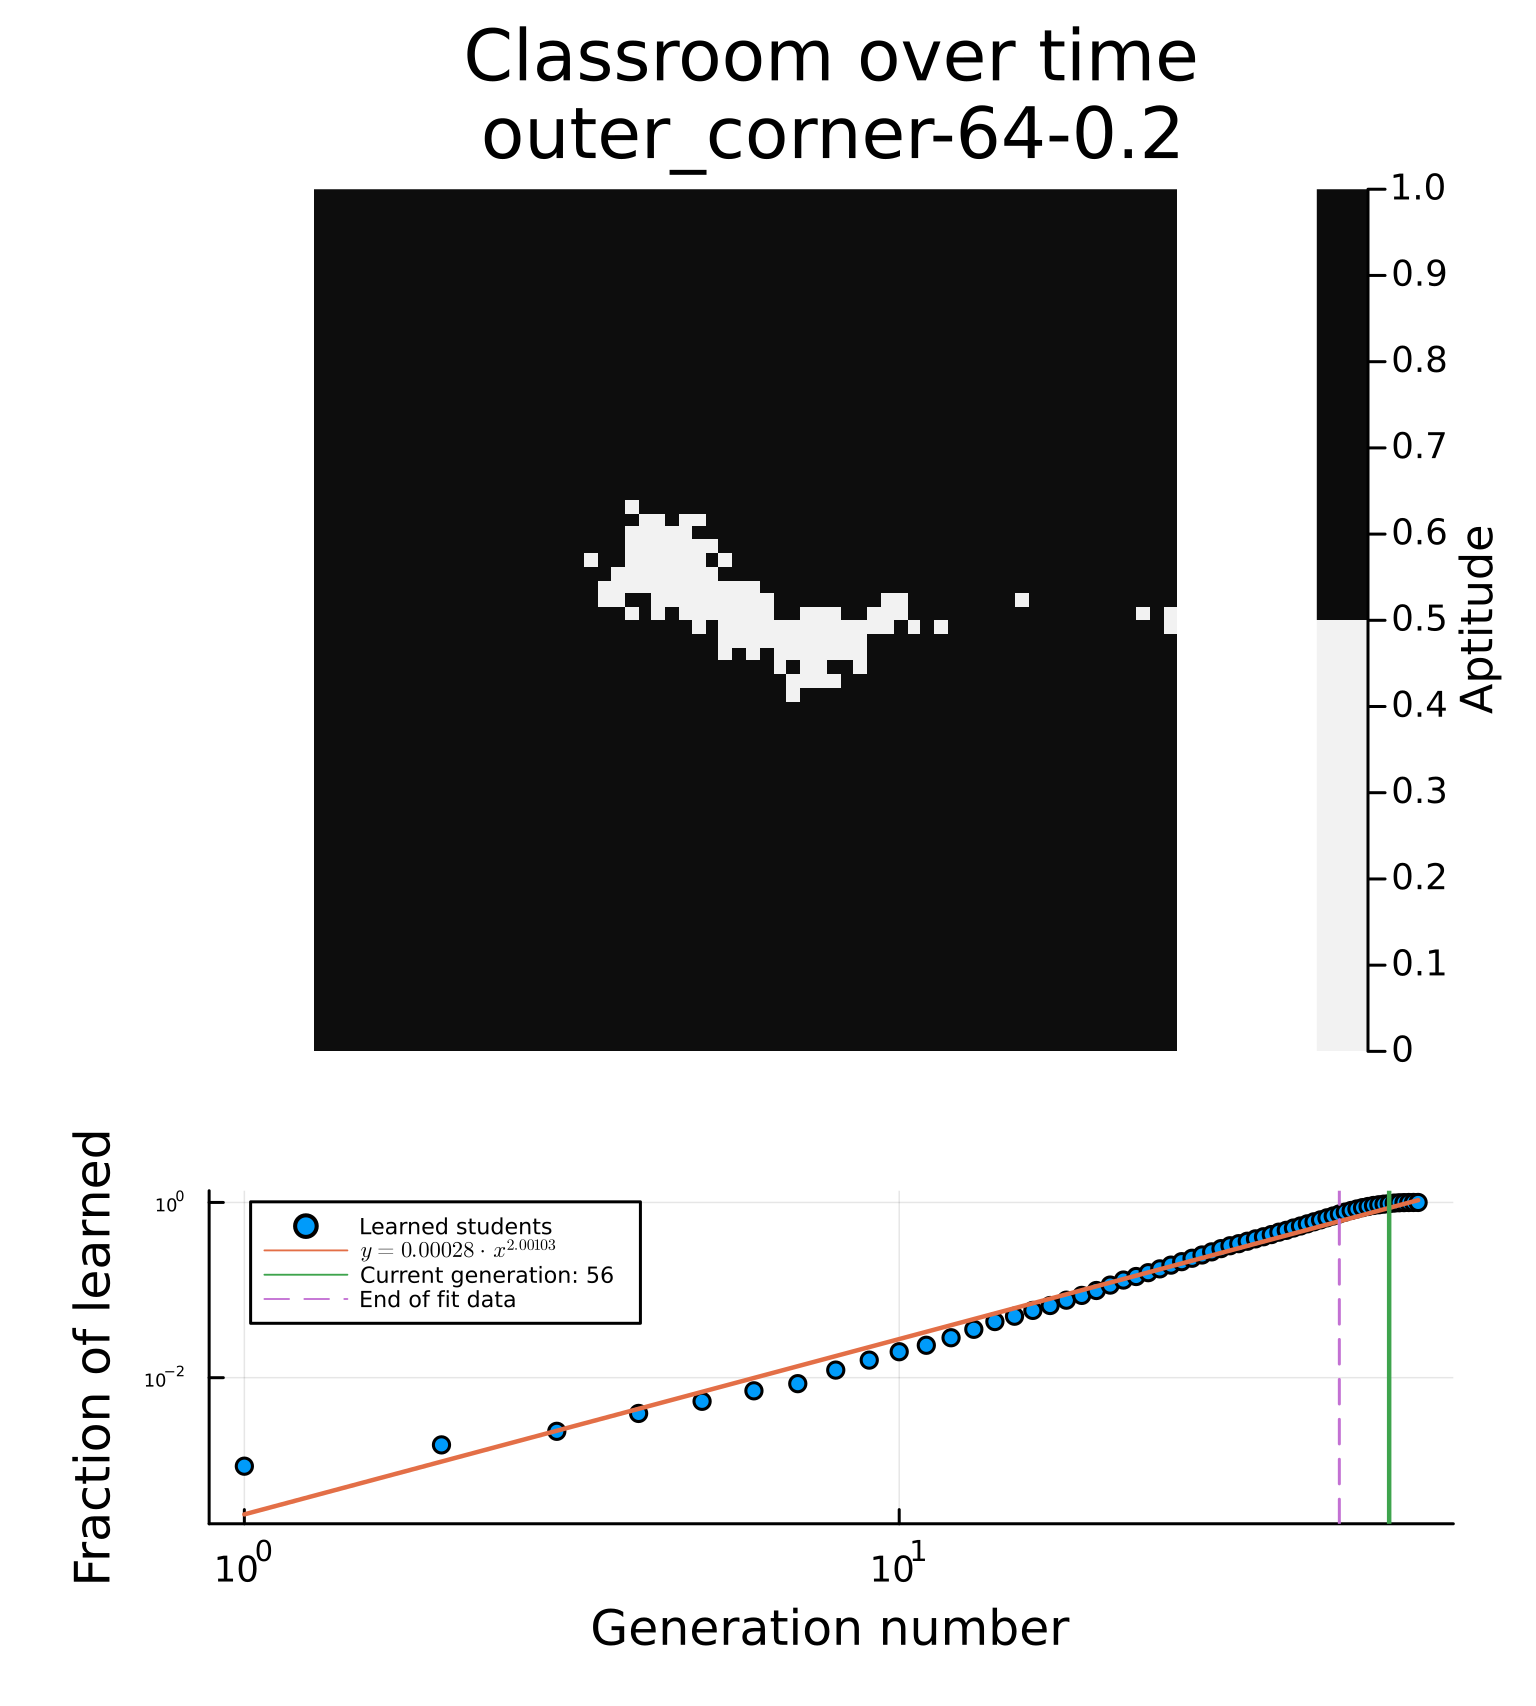 Classroom over time
outer_corner-64-0.2
1.0
0.9
0.8
0.7
0.6
0.5
0.4
0.3
0.2
0.1
0
Aptitude
Fraction of learned
10⁰
10⁻²
Learned students
y = 0.00028 · x^2.00103
Current generation: 56
End of fit data
10⁰
10¹
Generation number